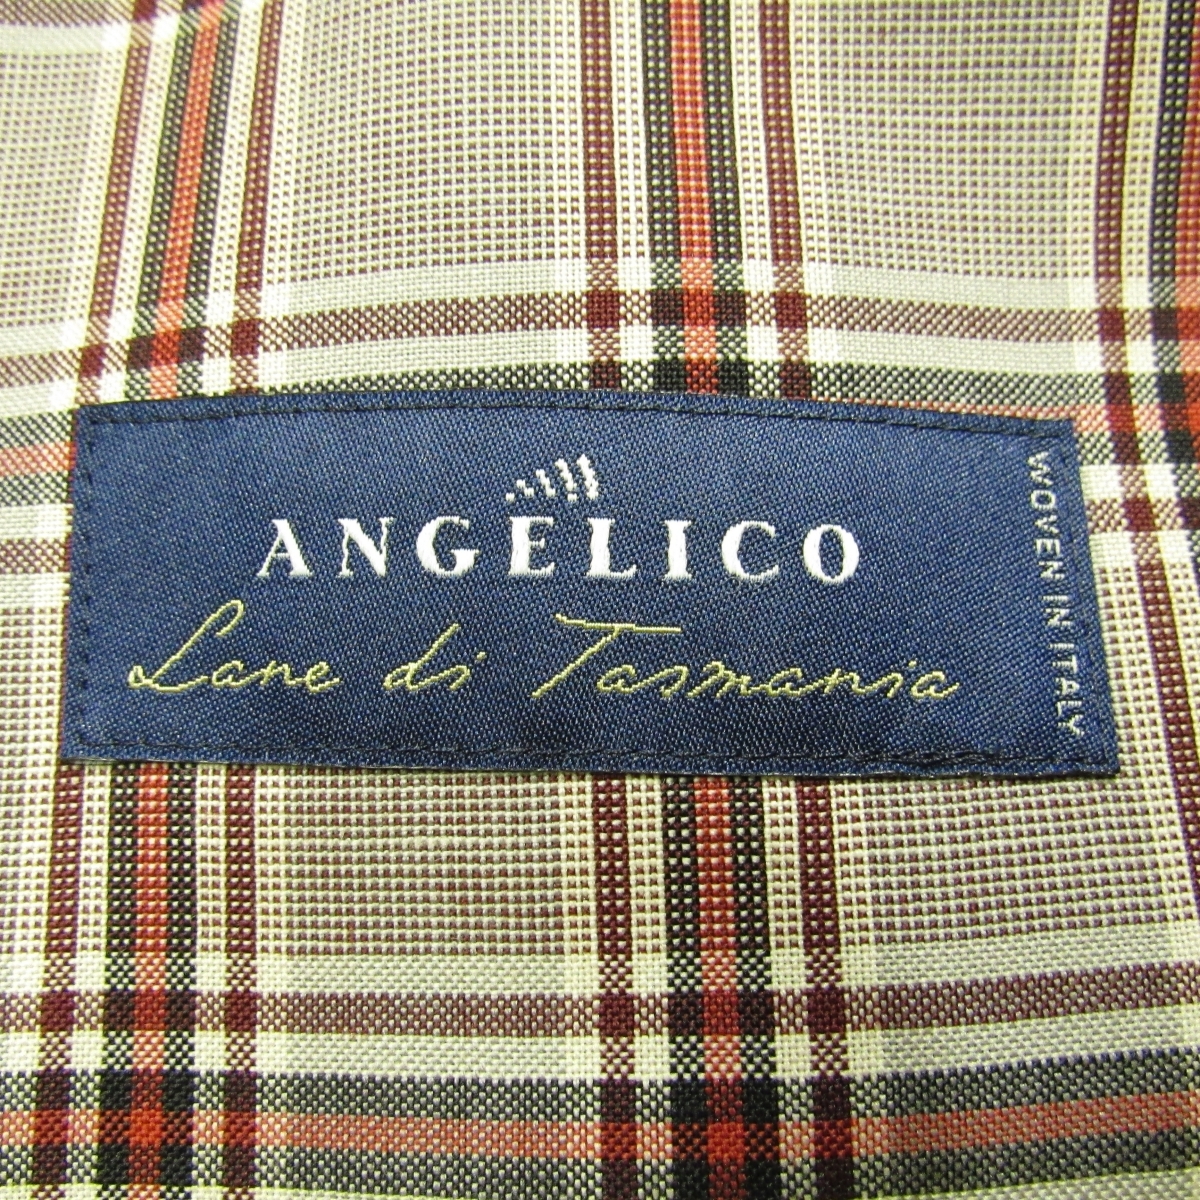 ANGELICO
Lane di Tasmania
WOVEN IN ITALY